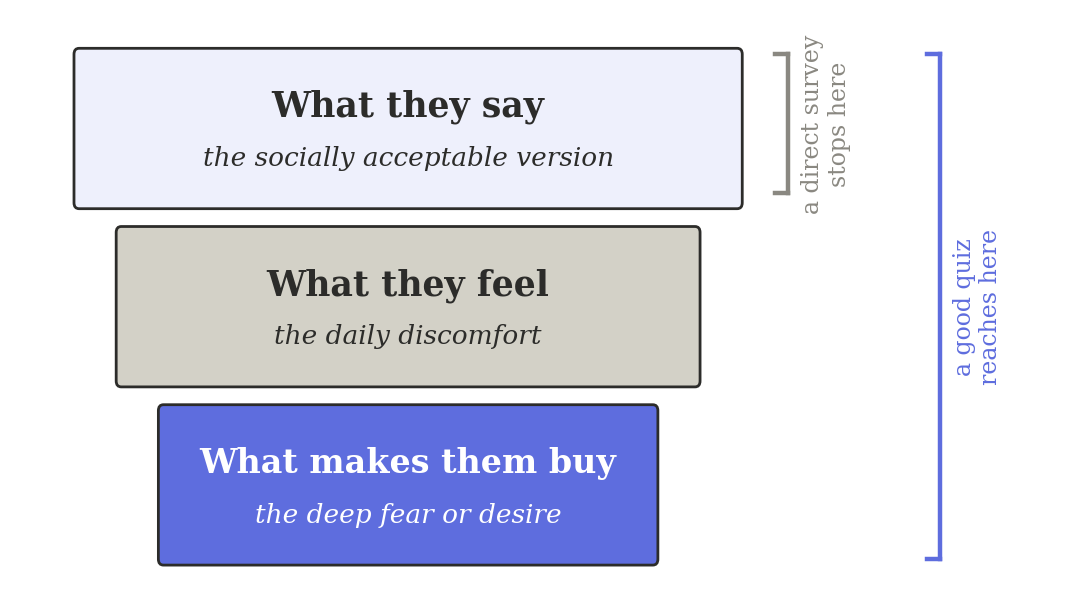 What they say
the socially acceptable version
a direct survey
stops here
What they feel
the daily discomfort
a good quiz
reaches here
What makes them buy
the deep fear or desire